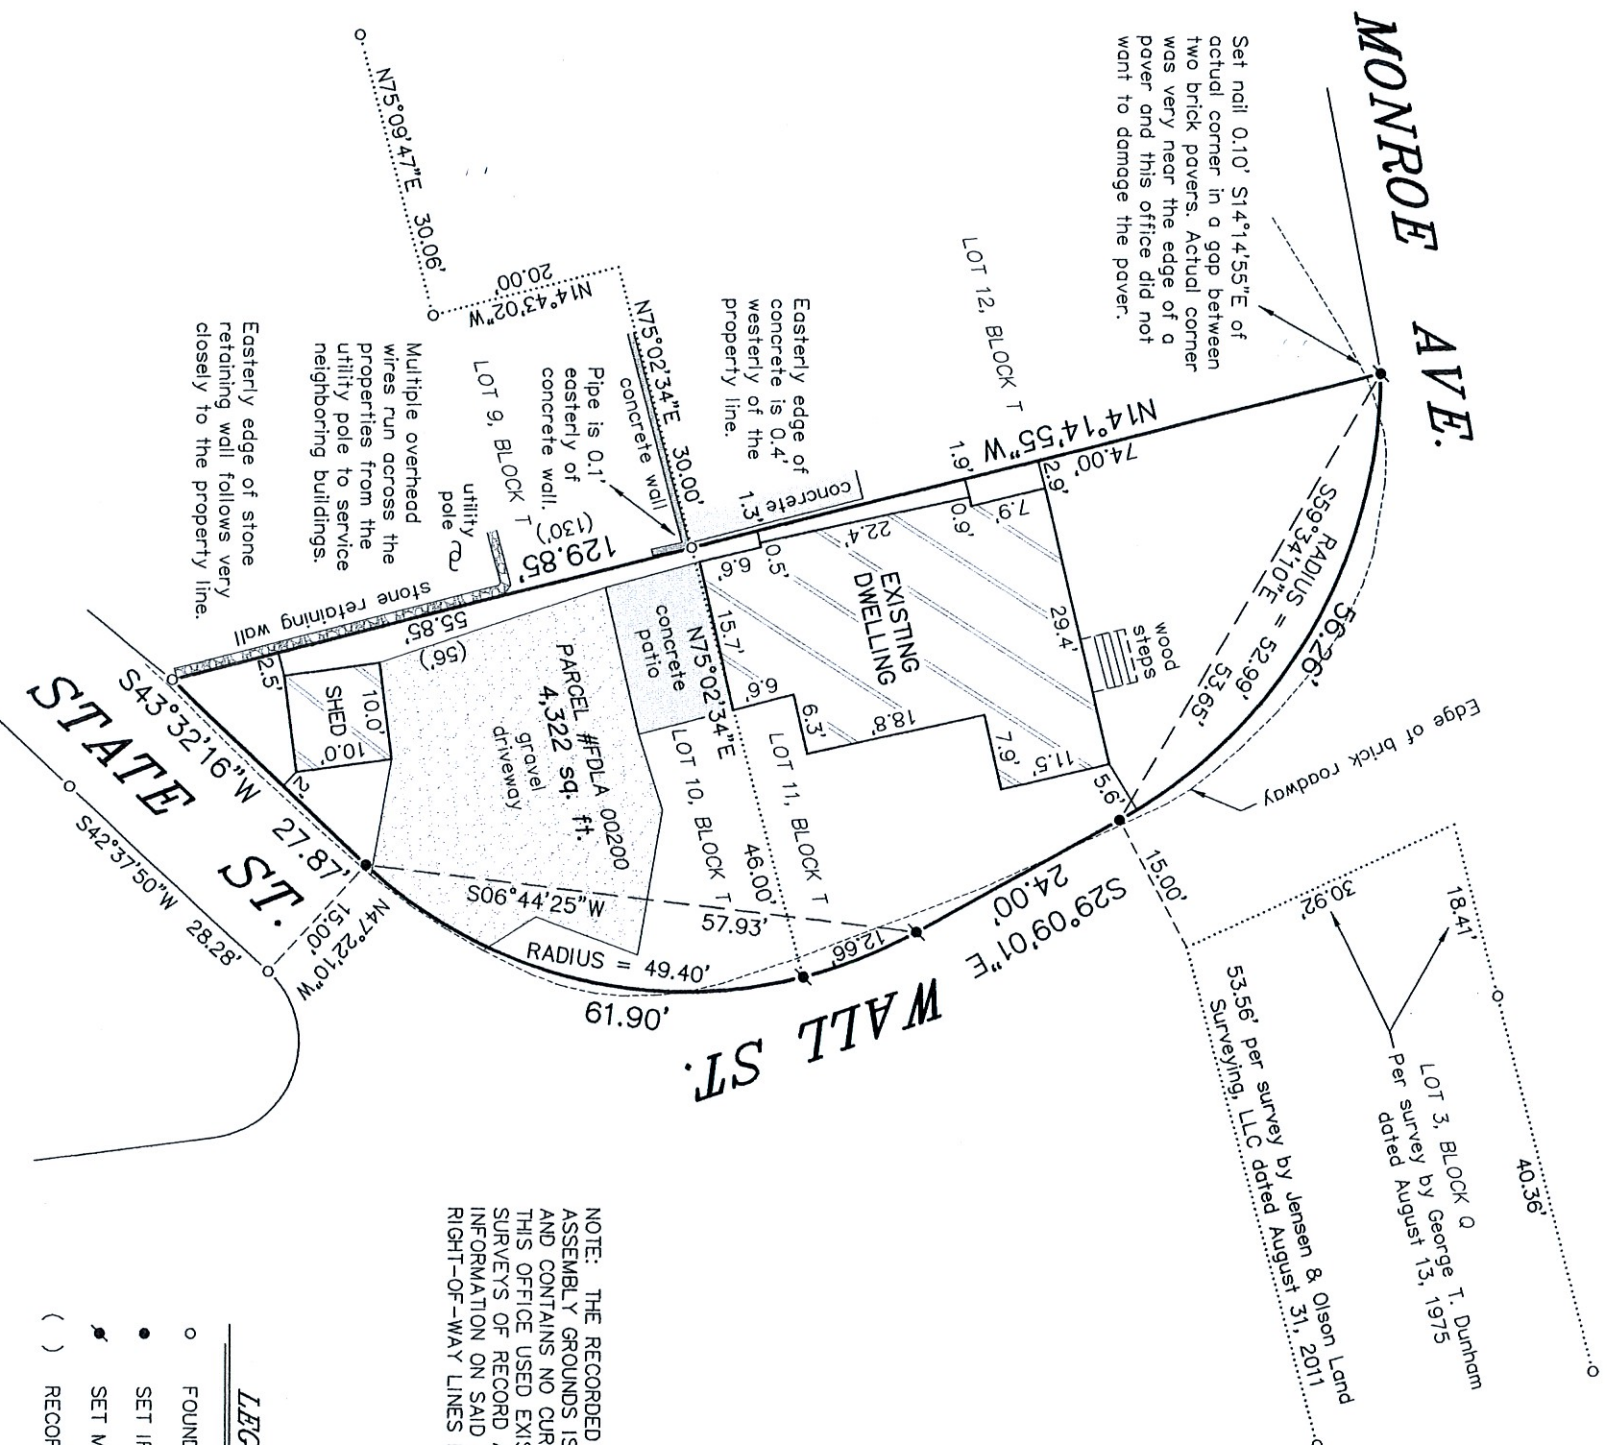 MONROE AVE.
Set nail 0.10' S14°14'55"E of
actual corner in a gap between
two brick pavers. Actual corner
was very near the edge of a
paver and this office did not
want to damage the paver.
N75°09'47"E 30.06'
20.00'
N14°43'02"W
N75°02'34"E 30.00'
concrete wall
LOT 12, BLOCK T
N14°14'55"W
74.00'
Easterly edge of
concrete is 0.4'
westerly of the
property line.
Pipe is 0.1'
easterly of
concrete wall.
LOT 9, BLOCK T
Multiple overhead
wires run across the
properties from the
utility pole to service
neighboring buildings.
Easterly edge of stone
retaining wall follows very
closely to the property line.
utility
pole
stone retaining wall
129.85'
(130')
55.85'
(56')
concrete
1.3'
1.9'
2.9'
7.9'
0.9'
22.4'
0.5'
6.6'
15.7'
6.6'
6.3'
18.8'
7.9'
11.5'
5.6'
29.4'
EXISTING
DWELLING
wood
steps
RADIUS = 52.99'
S59°34'10"E 53.65'
56.26'
Edge of brick roadway
concrete
patio
N75°02'34"E
46.00'
LOT 11, BLOCK T
LOT 10, BLOCK T
PARCEL #FDLA 00200
4,322 sq. ft.
gravel
driveway
SHED
10.0'
10.0'
2.5'
2'
S06°44'25"W
57.93'
RADIUS = 49.40'
61.90'
12.66'
S29°09'01"E
24.00'
WALL ST.
S43°32'16"W 27.87'
STATE ST.
S42°37'50"W 28.28'
N47°22'10"W
15.00'
15.00'
30.92'
18.41'
40.36'
LOT 3, BLOCK Q
Per survey by George T. Dunham
dated August 13, 1975
53.56' per survey by Jensen & Olson Land
Surveying, LLC dated August 31, 2011
NOTE: THE RECORDED
ASSEMBLY GROUNDS IS
AND CONTAINS NO CUR
THIS OFFICE USED EXIS
SURVEYS OF RECORD
INFORMATION ON SAID
RIGHT-OF-WAY LINES
LEG
FOUND
SET
SET M
( ) RECOR